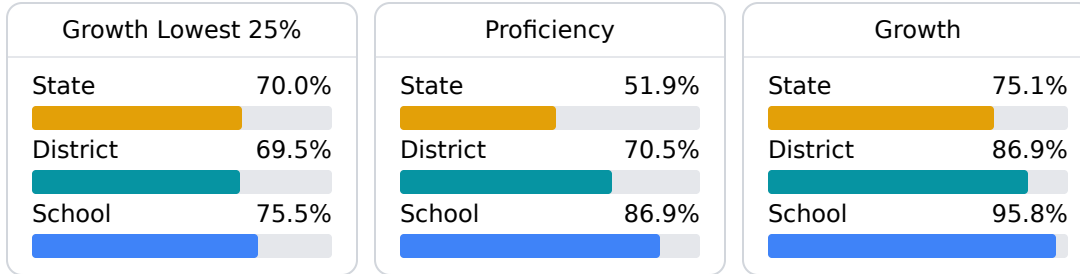 Growth Lowest 25%
State 70.0%
District 69.5%
School 75.5%
Proficiency
State 51.9%
District 70.5%
School 86.9%
Growth
State 75.1%
District 86.9%
School 95.8%